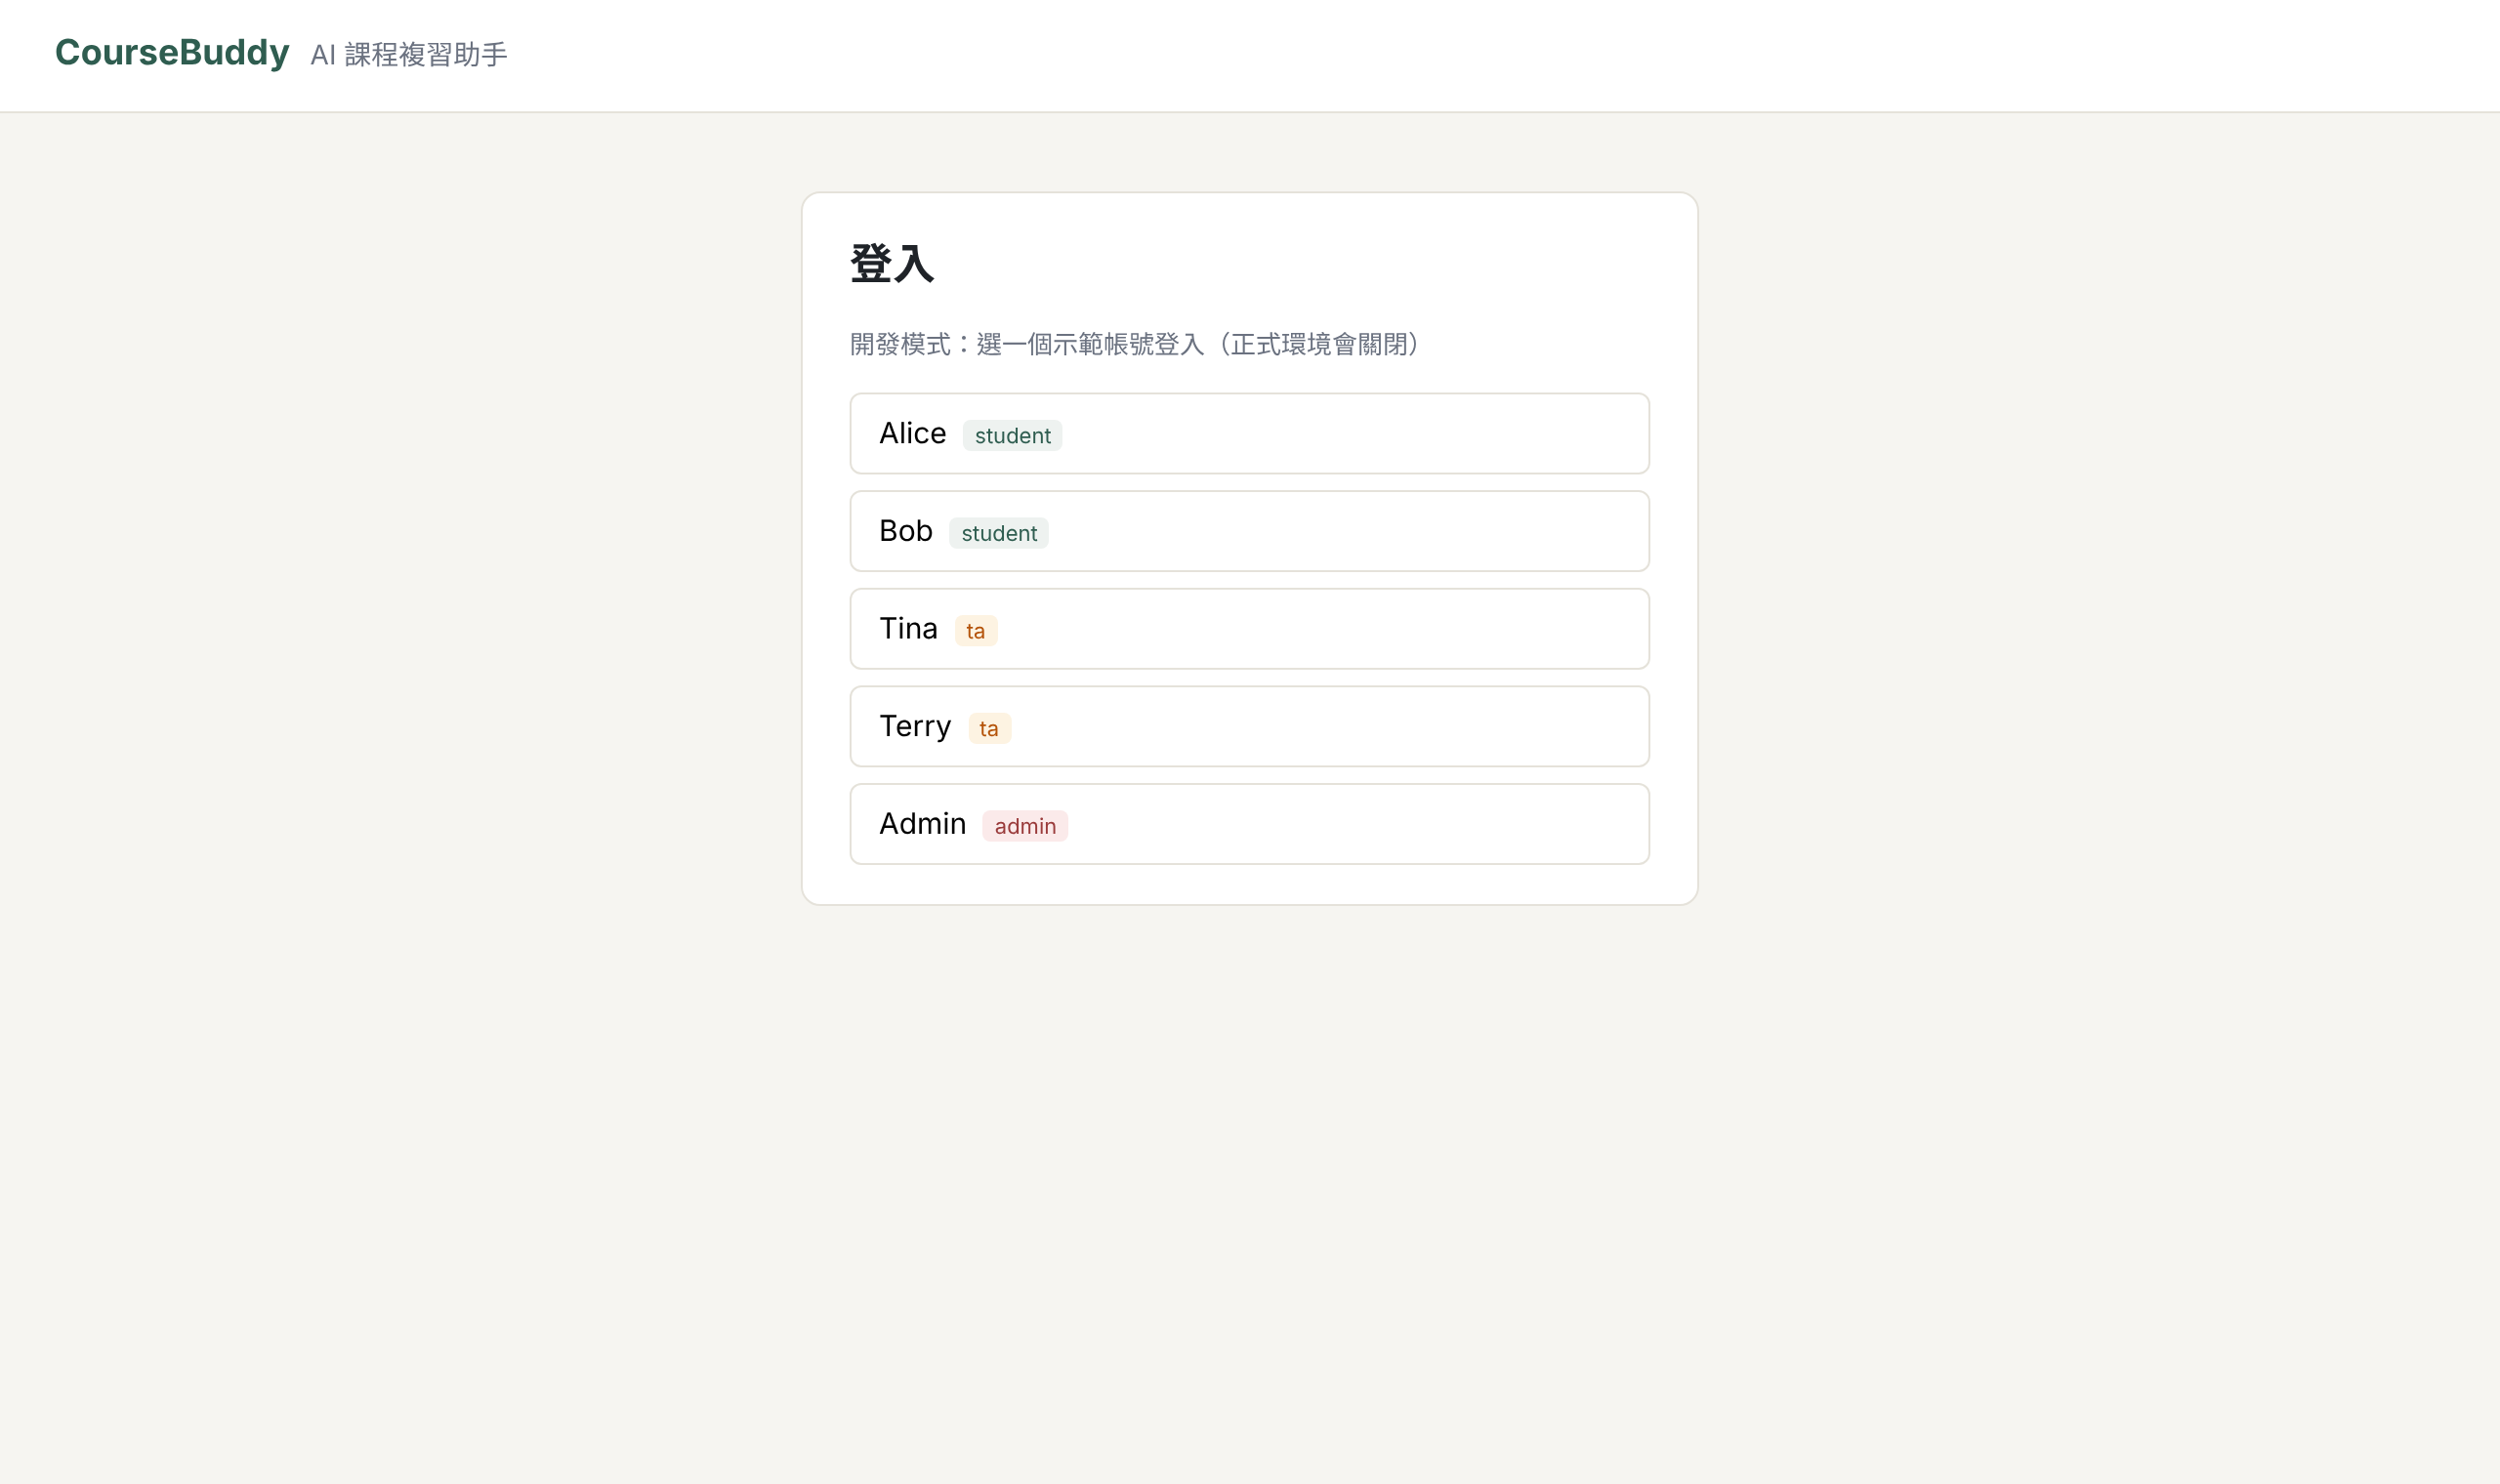 CourseBuddy AI 課程複習助手
登入
開發模式：選一個示範帳號登入（正式環境會關閉）
Alice student
Bob student
Tina ta
Terry ta
Admin admin